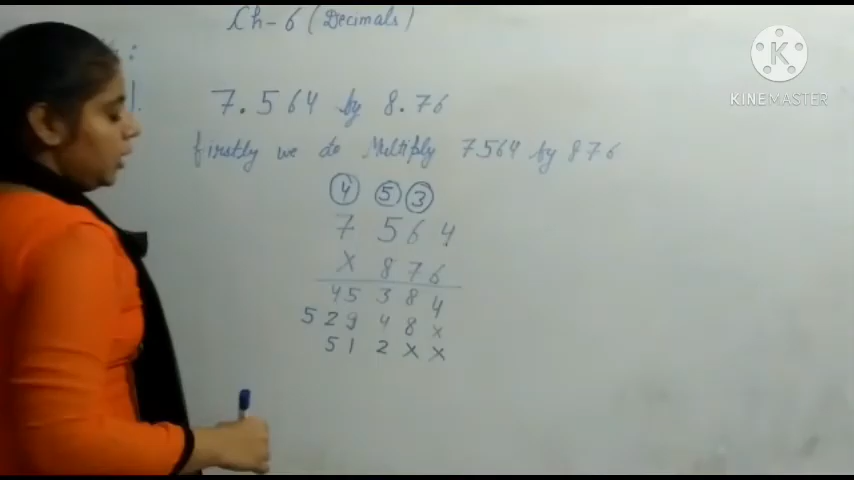 Ch-6 (Decimals)
7.564 by 8.76
firstly we do Multiply 7564 by 876
4 5 3
7 5 6 4
X 8 7 6
4 5 3 8 4
5 2 9 4 8 x
5 1 2 x x
K
KINEMASTER